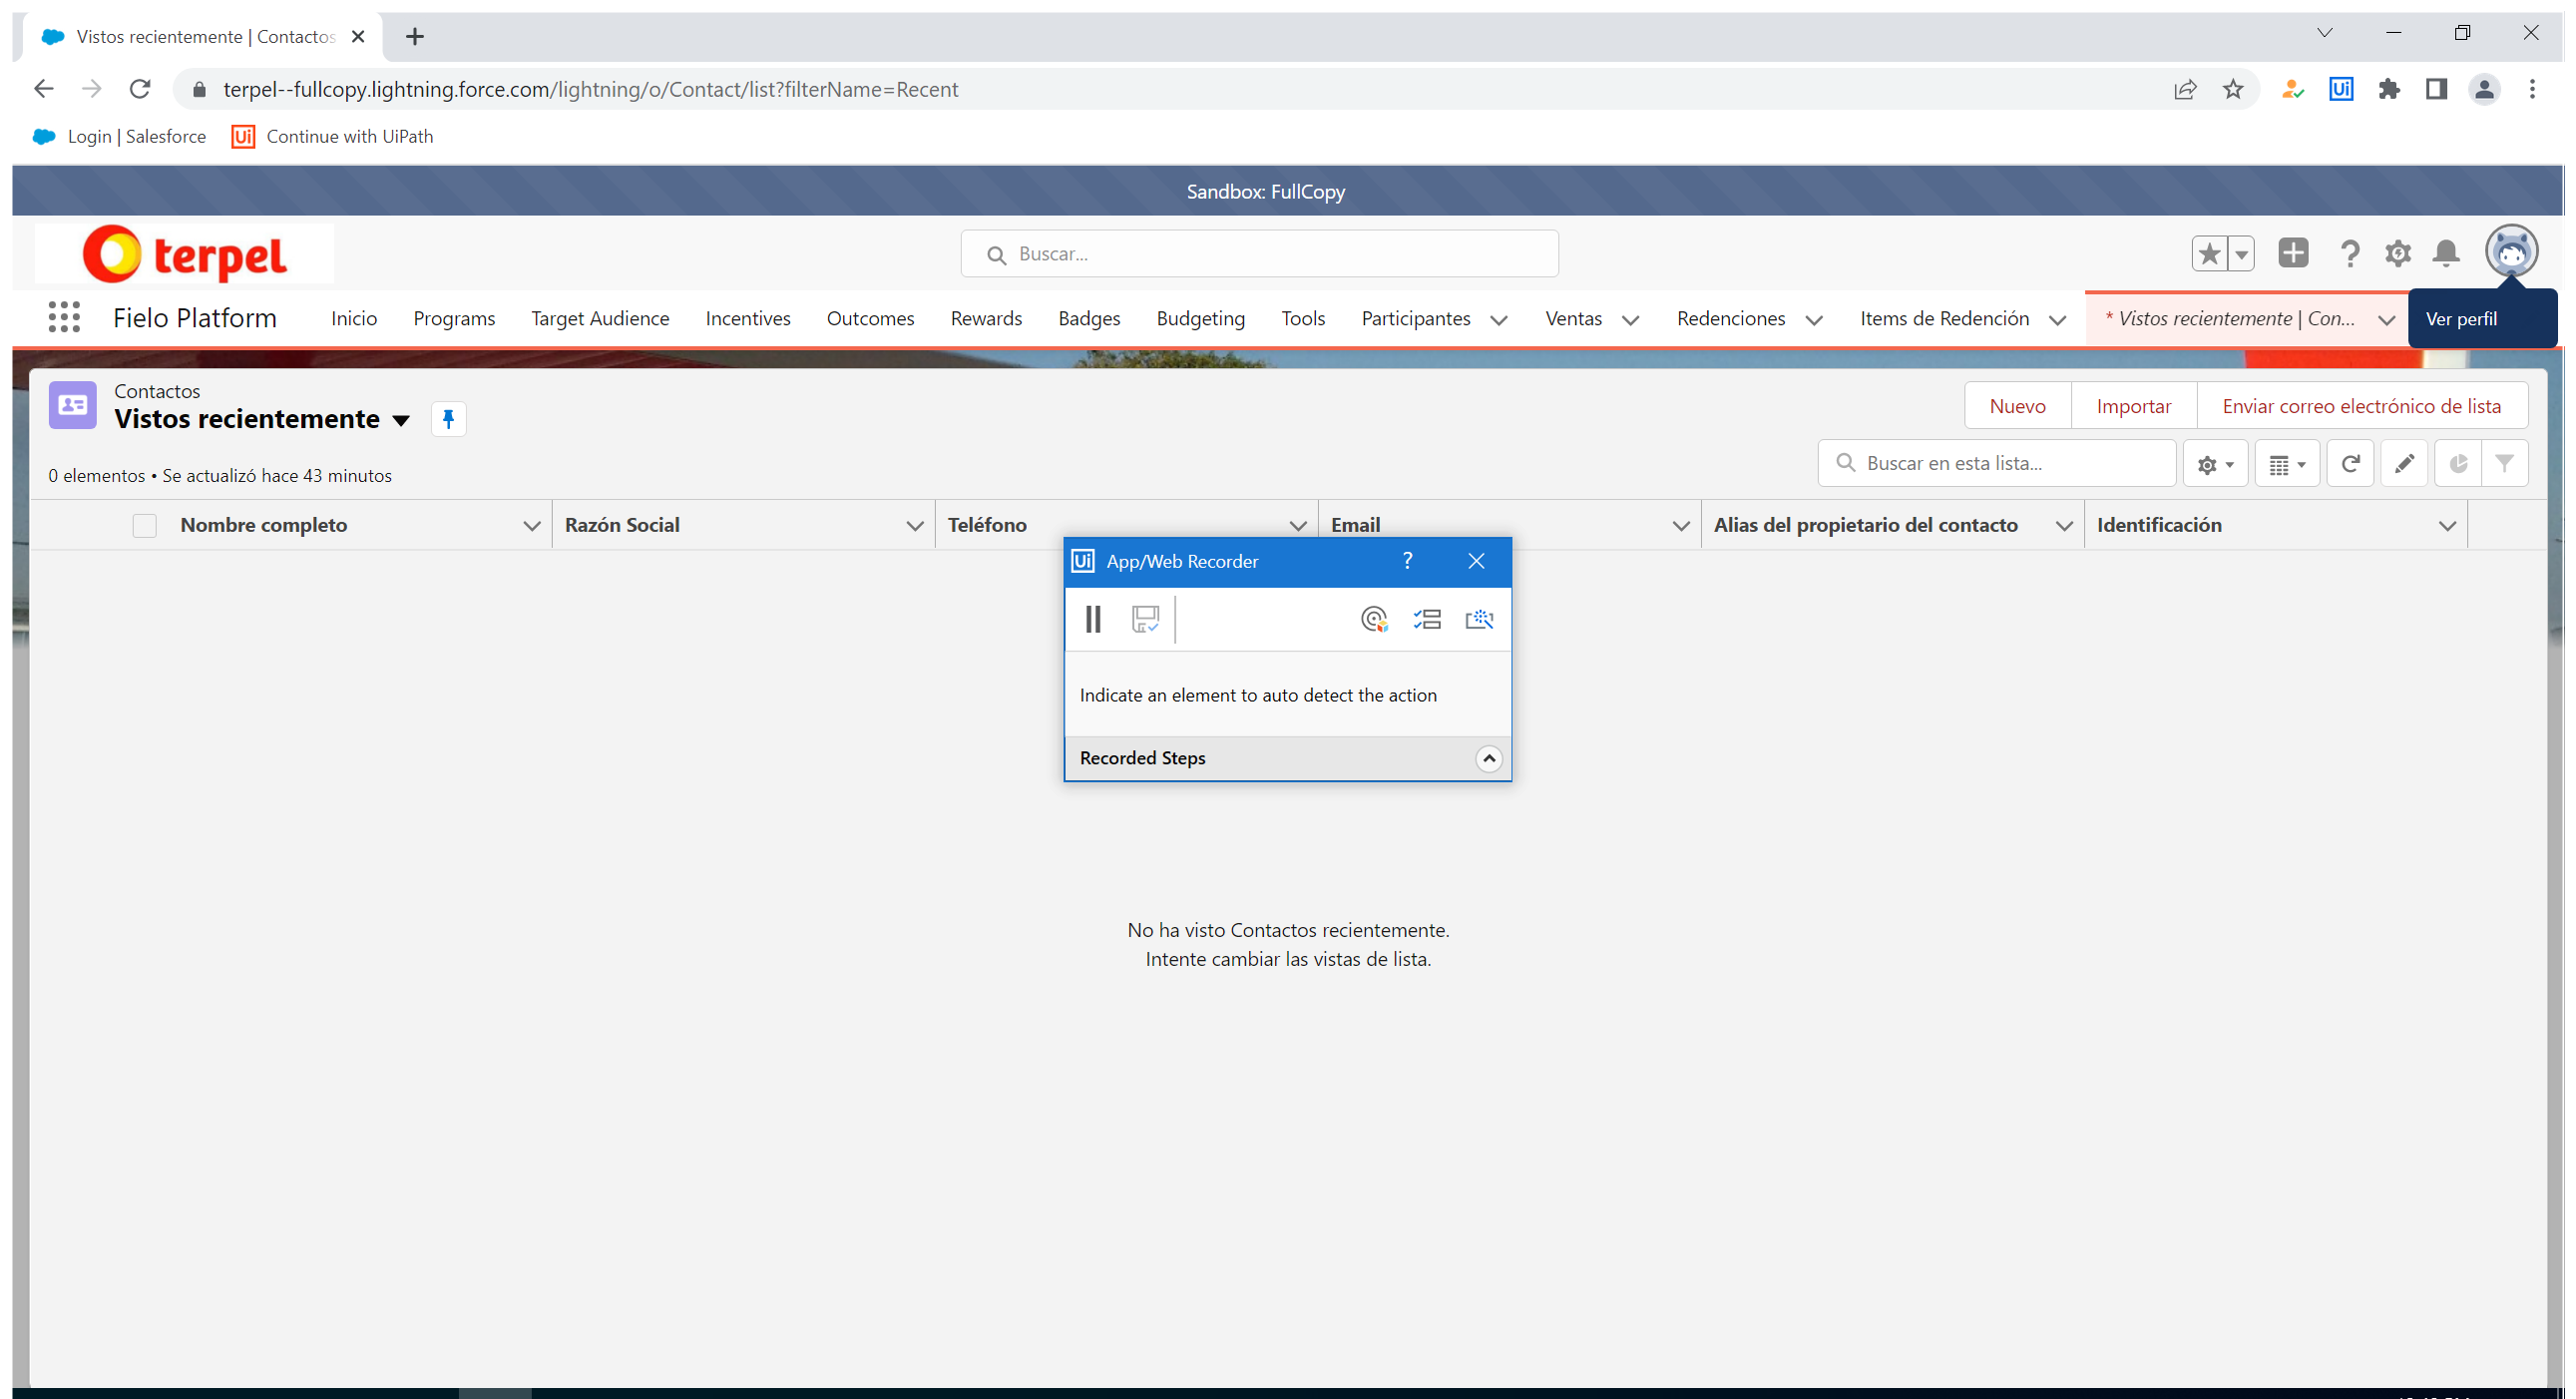 Vistos recientemente | Contactos
terpel--fullcopy.lightning.force.com/lightning/o/Contact/list?filterName=Recent
Ui
Login | Salesforce
Ui
Continue with UiPath
Sandbox: FullCopy
terpel
Buscar...
Fielo Platform
Inicio
Programs
Target Audience
Incentives
Outcomes
Rewards
Badges
Budgeting
Tools
Participantes
Ventas
Redenciones
Items de Redención
* Vistos recientemente | Con...
Ver perfil
Contactos
Vistos recientemente
Nuevo
Importar
Enviar correo electrónico de lista
0 elementos • Se actualizó hace 43 minutos
Buscar en esta lista...
Nombre completo
Razón Social
Teléfono
Email
Alias del propietario del contacto
Identificación
Ui
App/Web Recorder
?
Indicate an element to auto detect the action
Recorded Steps
No ha visto Contactos recientemente.
Intente cambiar las vistas de lista.